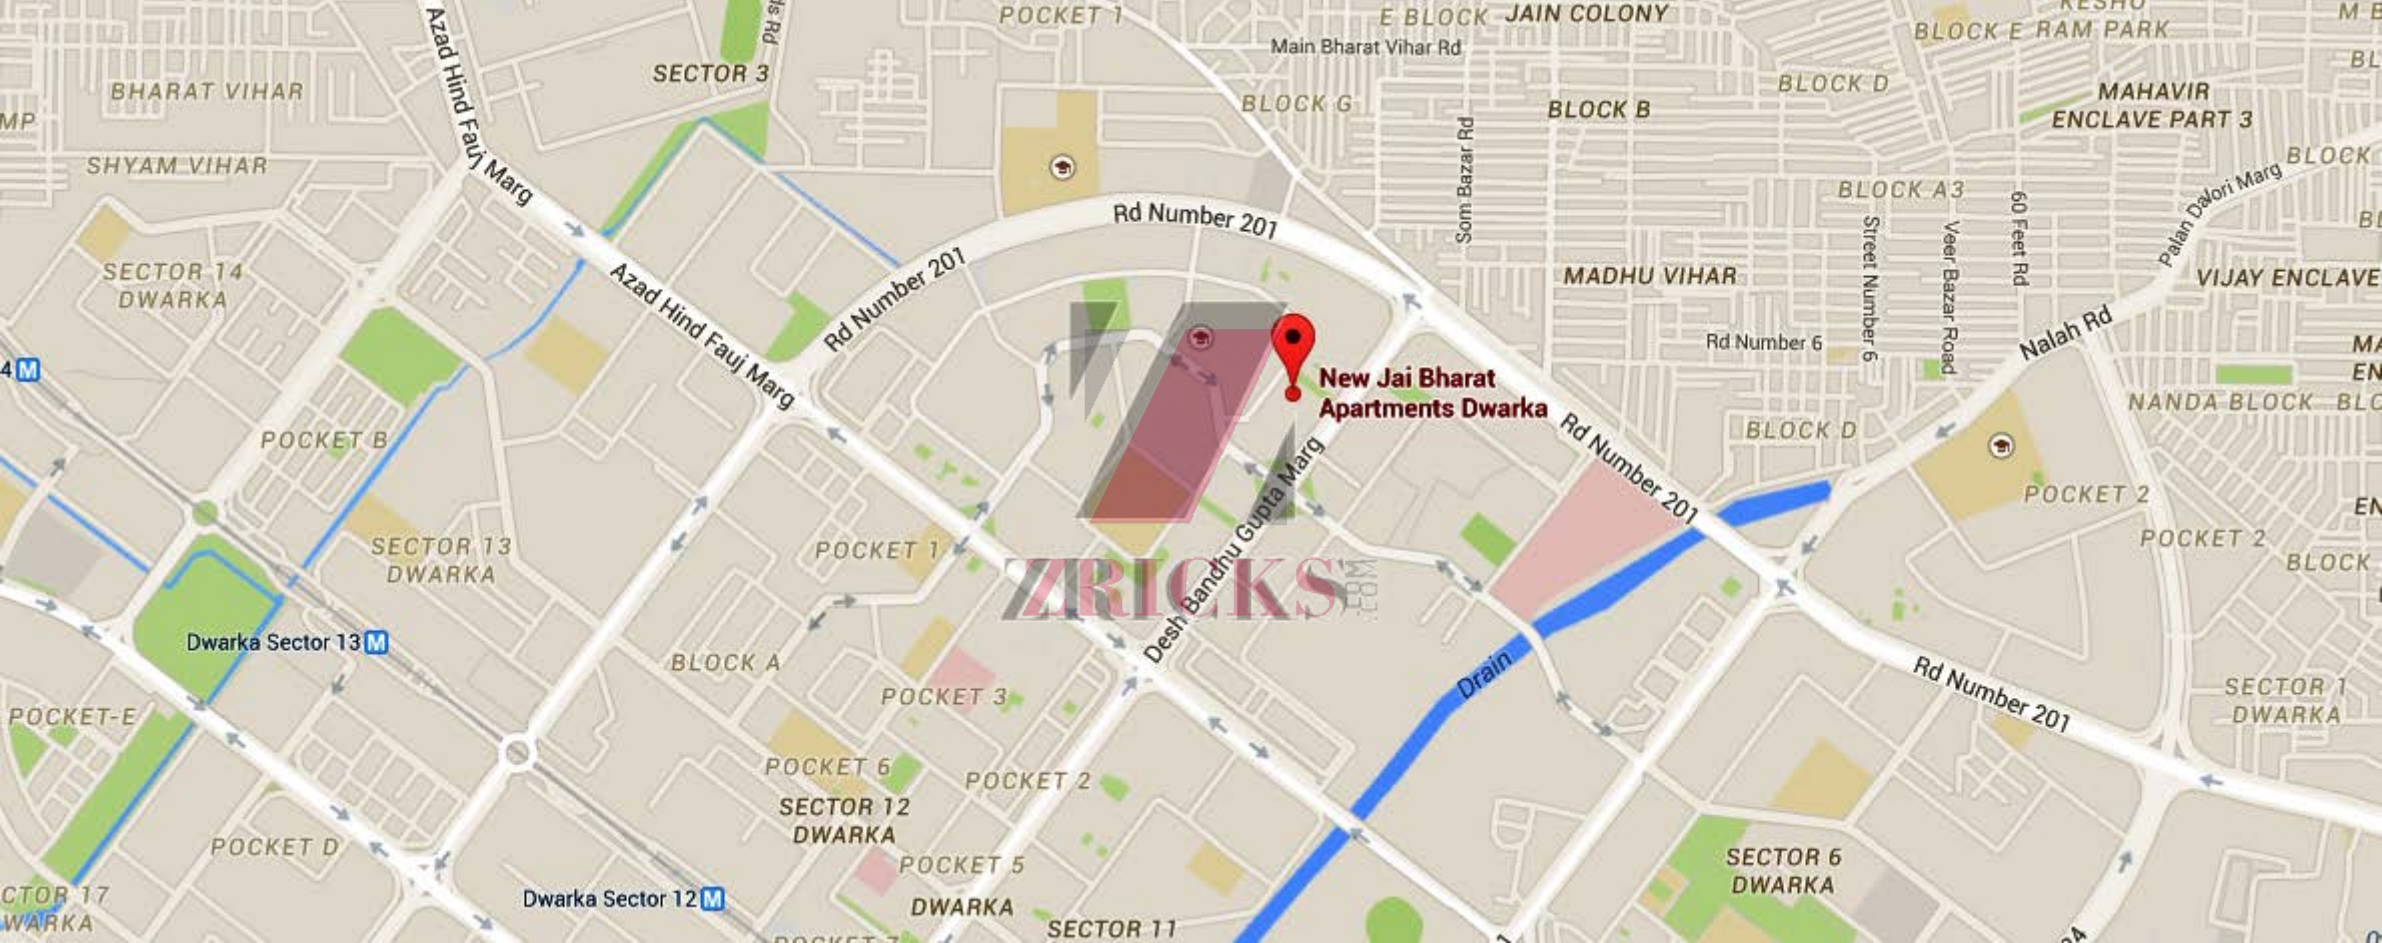 POCKET 1
E BLOCK
JAIN COLONY
BLOCK E
RAM PARK
Main Bharat Vihar Rd
SECTOR 3
BHARAT VIHAR
BLOCK G
BLOCK B
BLOCK D
MAHAVIR
ENCLAVE PART 3
Azad Hind Fauj Marg
SHYAM VIHAR
Som Bazar Rd
BLOCK A3
BLOCK
Palan Dalori Marg
Rd Number 201
Rd Number 201
SECTOR 14
DWARKA
Azad Hind Fauj Marg
MADHU VIHAR
Street Number 6
Veer Bazar Road
60 Feet Rd
VIJAY ENCLAVE
Rd Number 6
Nalah Rd
4 M
New Jai Bharat
Apartments Dwarka
NANDA BLOCK
POCKET B
Rd Number 201
BLOCK D
POCKET 2
POCKET 2
SECTOR 13
DWARKA
POCKET 1
Desh Bandhu Gupta Marg
BLOCK
ZRICKS
.COM
Dwarka Sector 13 M
BLOCK A
POCKET 3
Drain
Rd Number 201
SECTOR 1
DWARKA
POCKET-E
POCKET 6
POCKET 2
SECTOR 12
DWARKA
POCKET D
POCKET 5
DWARKA
SECTOR 6
DWARKA
Dwarka Sector 12 M
SECTOR 11